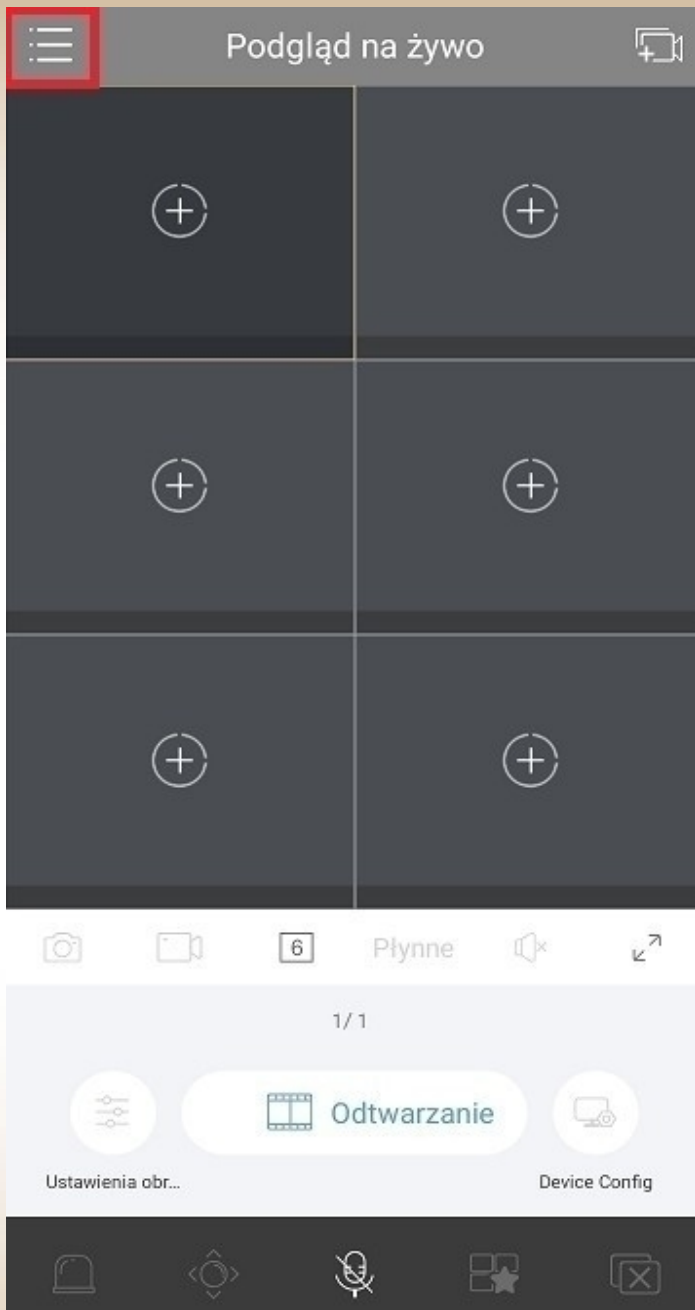 Podgląd na żywo
6
Płynne
1/1
Odtwarzanie
Ustawienia obr...
Device Config